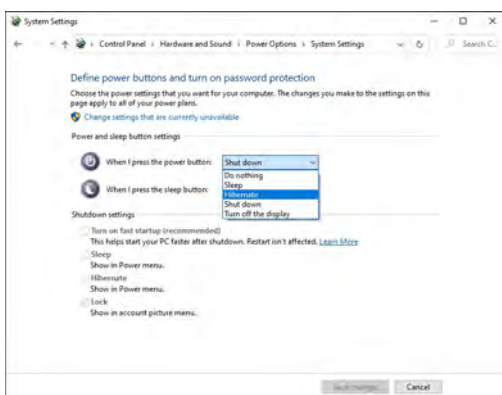 System Settings
Control Panel › Hardware and Sound › Power Options › System Settings
Search C...
Define power buttons and turn on password protection
Choose the power settings that you want for your computer. The changes you make to the settings on this
page apply to all of your power plans.
Change settings that are currently unavailable
Power and sleep button settings
When I press the power button: Shut down
Do nothing
Sleep
Hibernate
When I press the sleep button:
Shut down
Turn off the display
Shutdown settings
Turn on fast startup (recommended)
This helps start your PC faster after shutdown. Restart isn't affected. Learn More
Sleep
Show in Power menu.
Hibernate
Show in Power menu.
Lock
Show in account picture menu.
Save changes Cancel